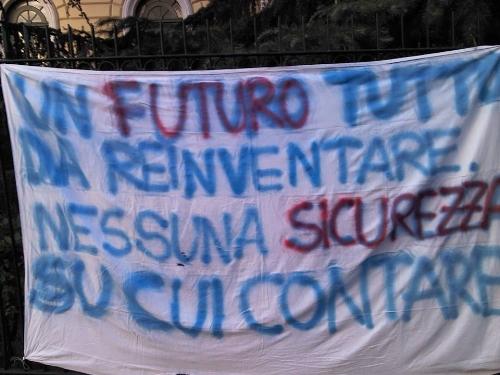 UN FUTURO TUTTO
DA REINVENTARE.
NESSUNA SICUREZZA
SU CUI CONTARE